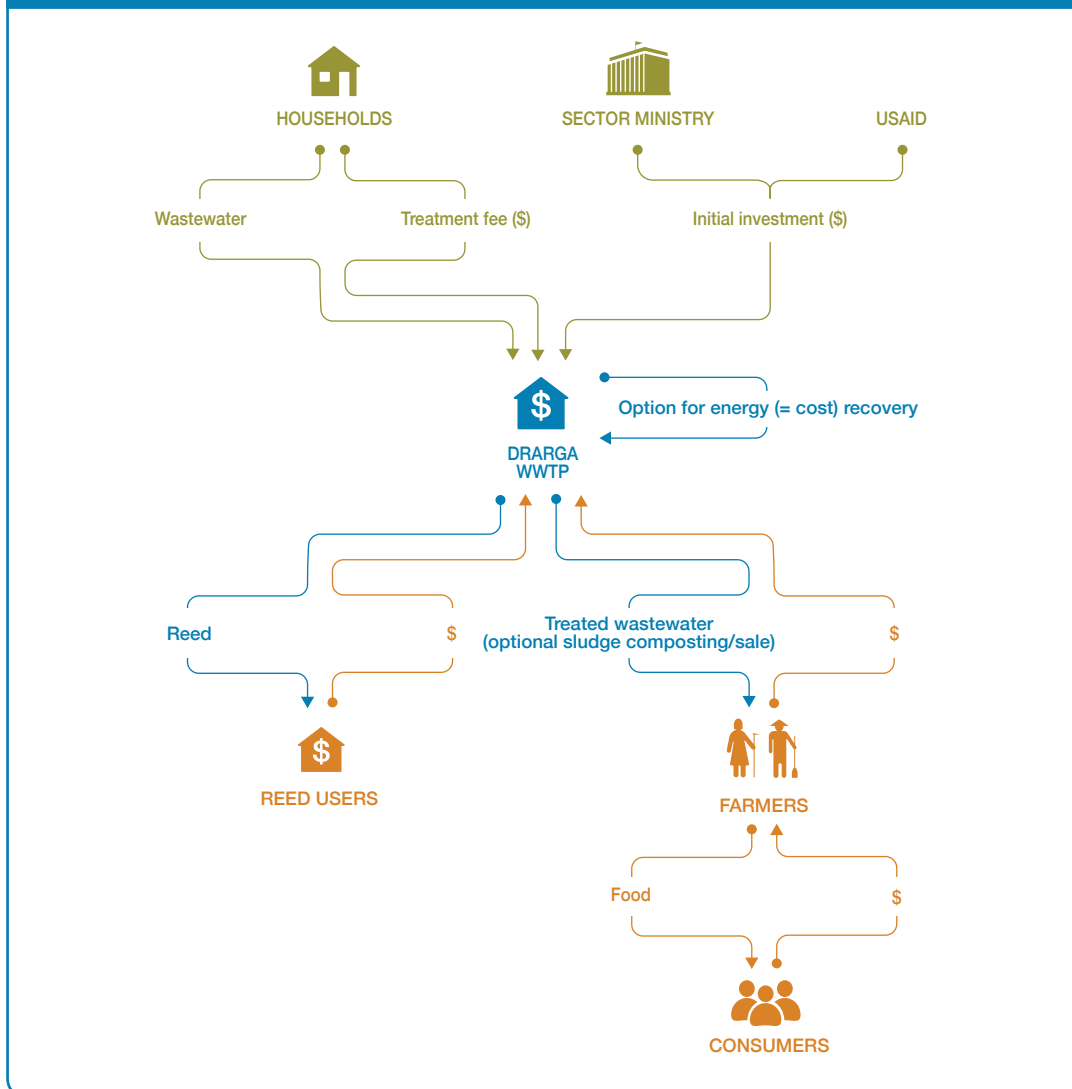 HOUSEHOLDS
SECTOR MINISTRY
USAID
Wastewater
Treatment fee ($)
Initial investment ($)
$
Option for energy (= cost) recovery
DRARGA
WWTP
Reed
$
Treated wastewater
(optional sludge composting/sale)
$
$
REED USERS
FARMERS
Food
$
CONSUMERS